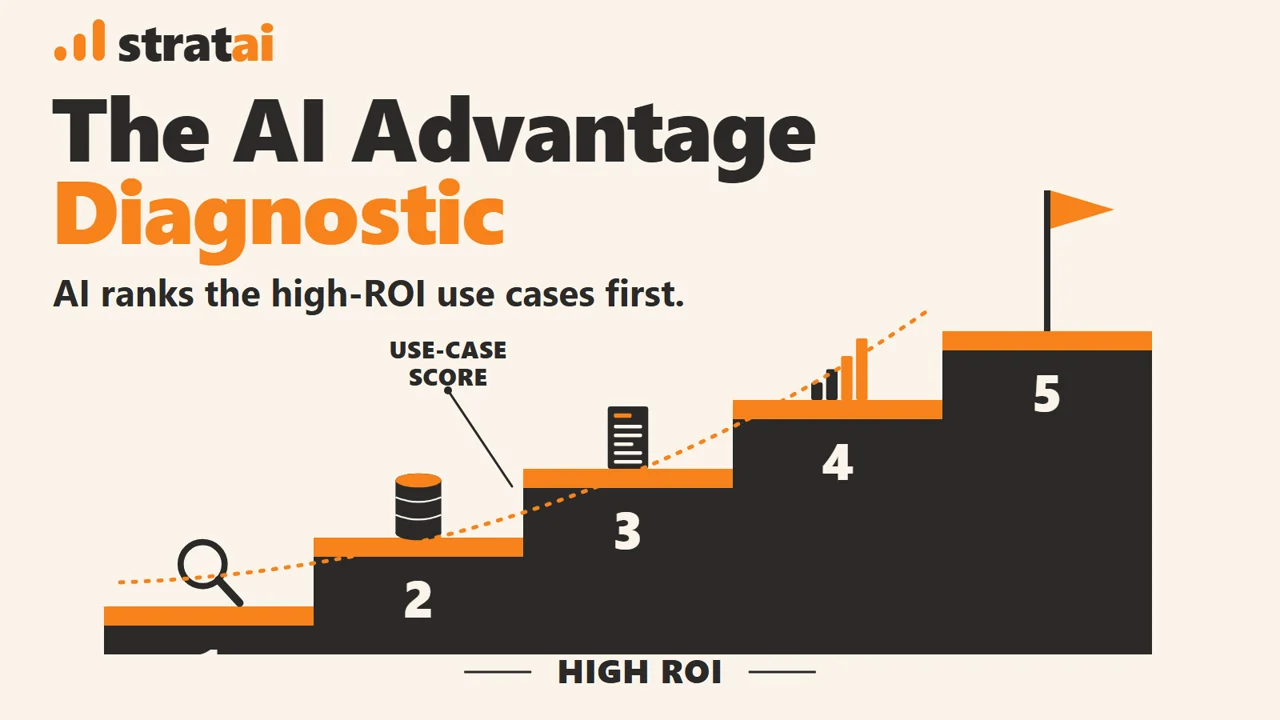 stratai
The AI Advantage
Diagnostic
AI ranks the high-ROI use cases first.
USE-CASE
SCORE
5
4
3
2
HIGH ROI